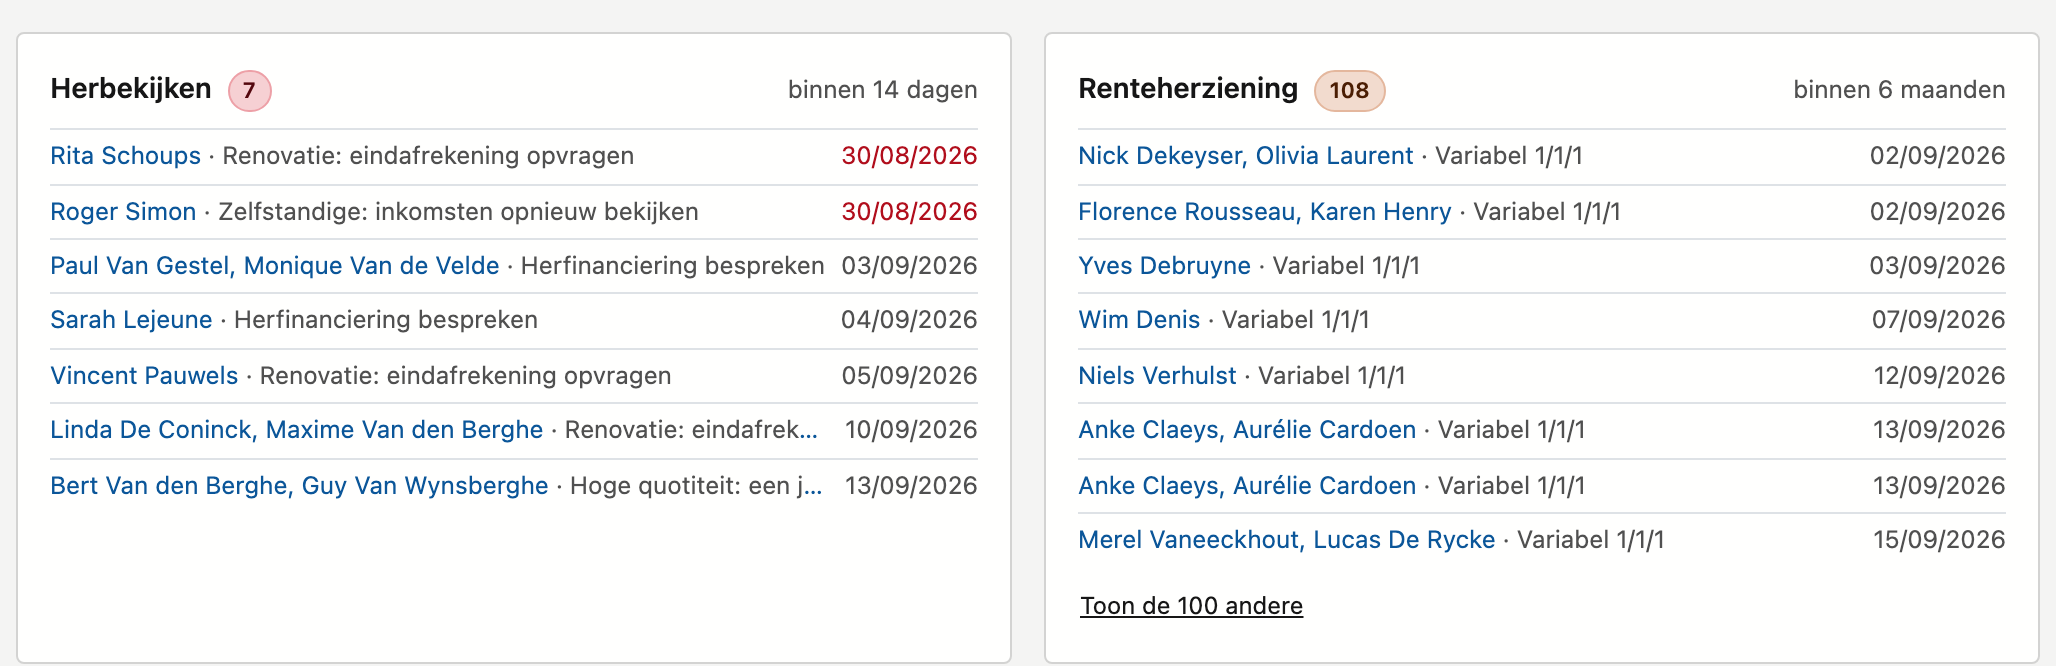 Herbekijken 7 binnen 14 dagen
Rita Schoups · Renovatie: eindafrekening opvragen 30/08/2026
Roger Simon · Zelfstandige: inkomsten opnieuw bekijken 30/08/2026
Paul Van Gestel, Monique Van de Velde · Herfinanciering bespreken 03/09/2026
Sarah Lejeune · Herfinanciering bespreken 04/09/2026
Vincent Pauwels · Renovatie: eindafrekening opvragen 05/09/2026
Linda De Coninck, Maxime Van den Berghe · Renovatie: eindafrek... 10/09/2026
Bert Van den Berghe, Guy Van Wynsberghe · Hoge quotiteit: een j... 13/09/2026
Renteherziening 108 binnen 6 maanden
Nick Dekeyser, Olivia Laurent · Variabel 1/1/1 02/09/2026
Florence Rousseau, Karen Henry · Variabel 1/1/1 02/09/2026
Yves Debruyne · Variabel 1/1/1 03/09/2026
Wim Denis · Variabel 1/1/1 07/09/2026
Niels Verhulst · Variabel 1/1/1 12/09/2026
Anke Claeys, Aurélie Cardoen · Variabel 1/1/1 13/09/2026
Anke Claeys, Aurélie Cardoen · Variabel 1/1/1 13/09/2026
Merel Vaneeckhout, Lucas De Rycke · Variabel 1/1/1 15/09/2026
Toon de 100 andere